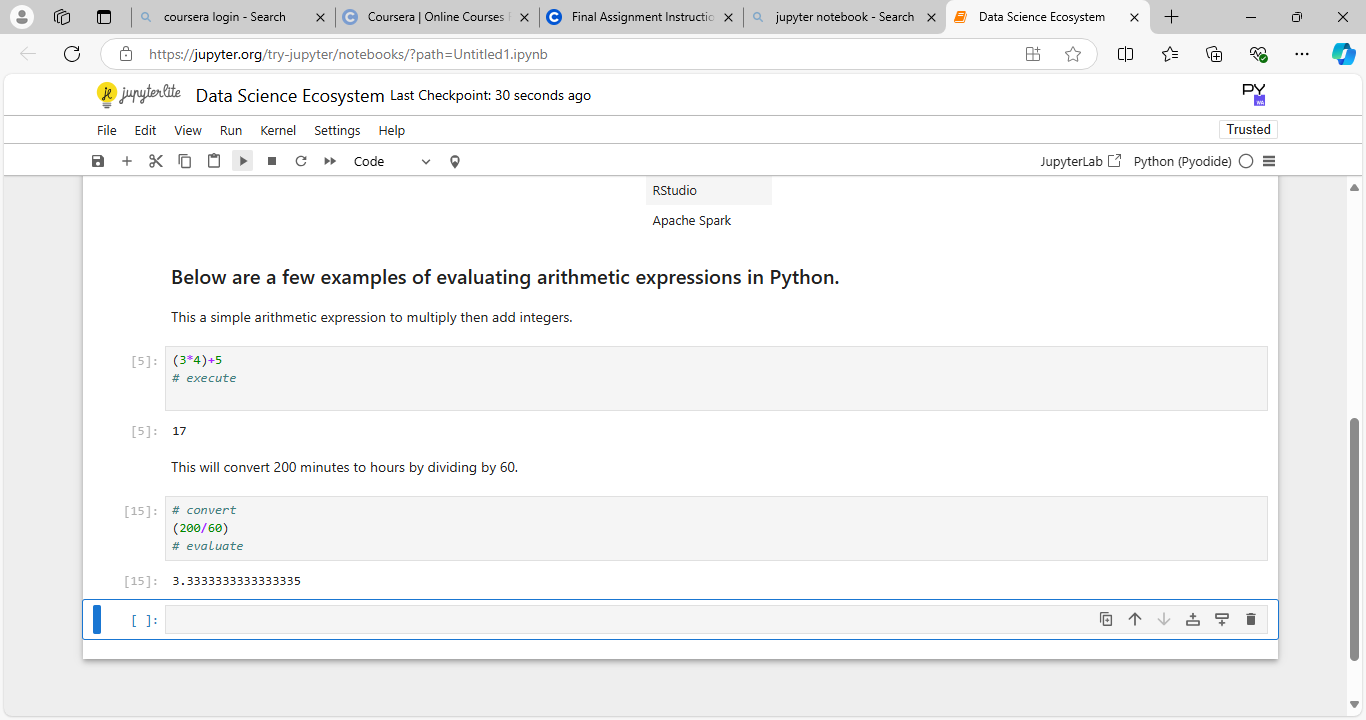 coursera login - Search
Coursera | Online Courses
Final Assignment Instructio
jupyter notebook - Search
Data Science Ecosystem
https://jupyter.org/try-jupyter/notebooks/?path=Untitled1.ipynb
jupyterlite Data Science Ecosystem Last Checkpoint: 30 seconds ago
PY
File Edit View Run Kernel Settings Help
Trusted
Code
JupyterLab
Python (Pyodide)
RStudio
Apache Spark
Below are a few examples of evaluating arithmetic expressions in Python.
This a simple arithmetic expression to multiply then add integers.
[5]: (3*4)+5
# execute
[5]: 17
This will convert 200 minutes to hours by dividing by 60.
[15]: # convert
(200/60)
# evaluate
[15]: 3.3333333333333335
[ ]: